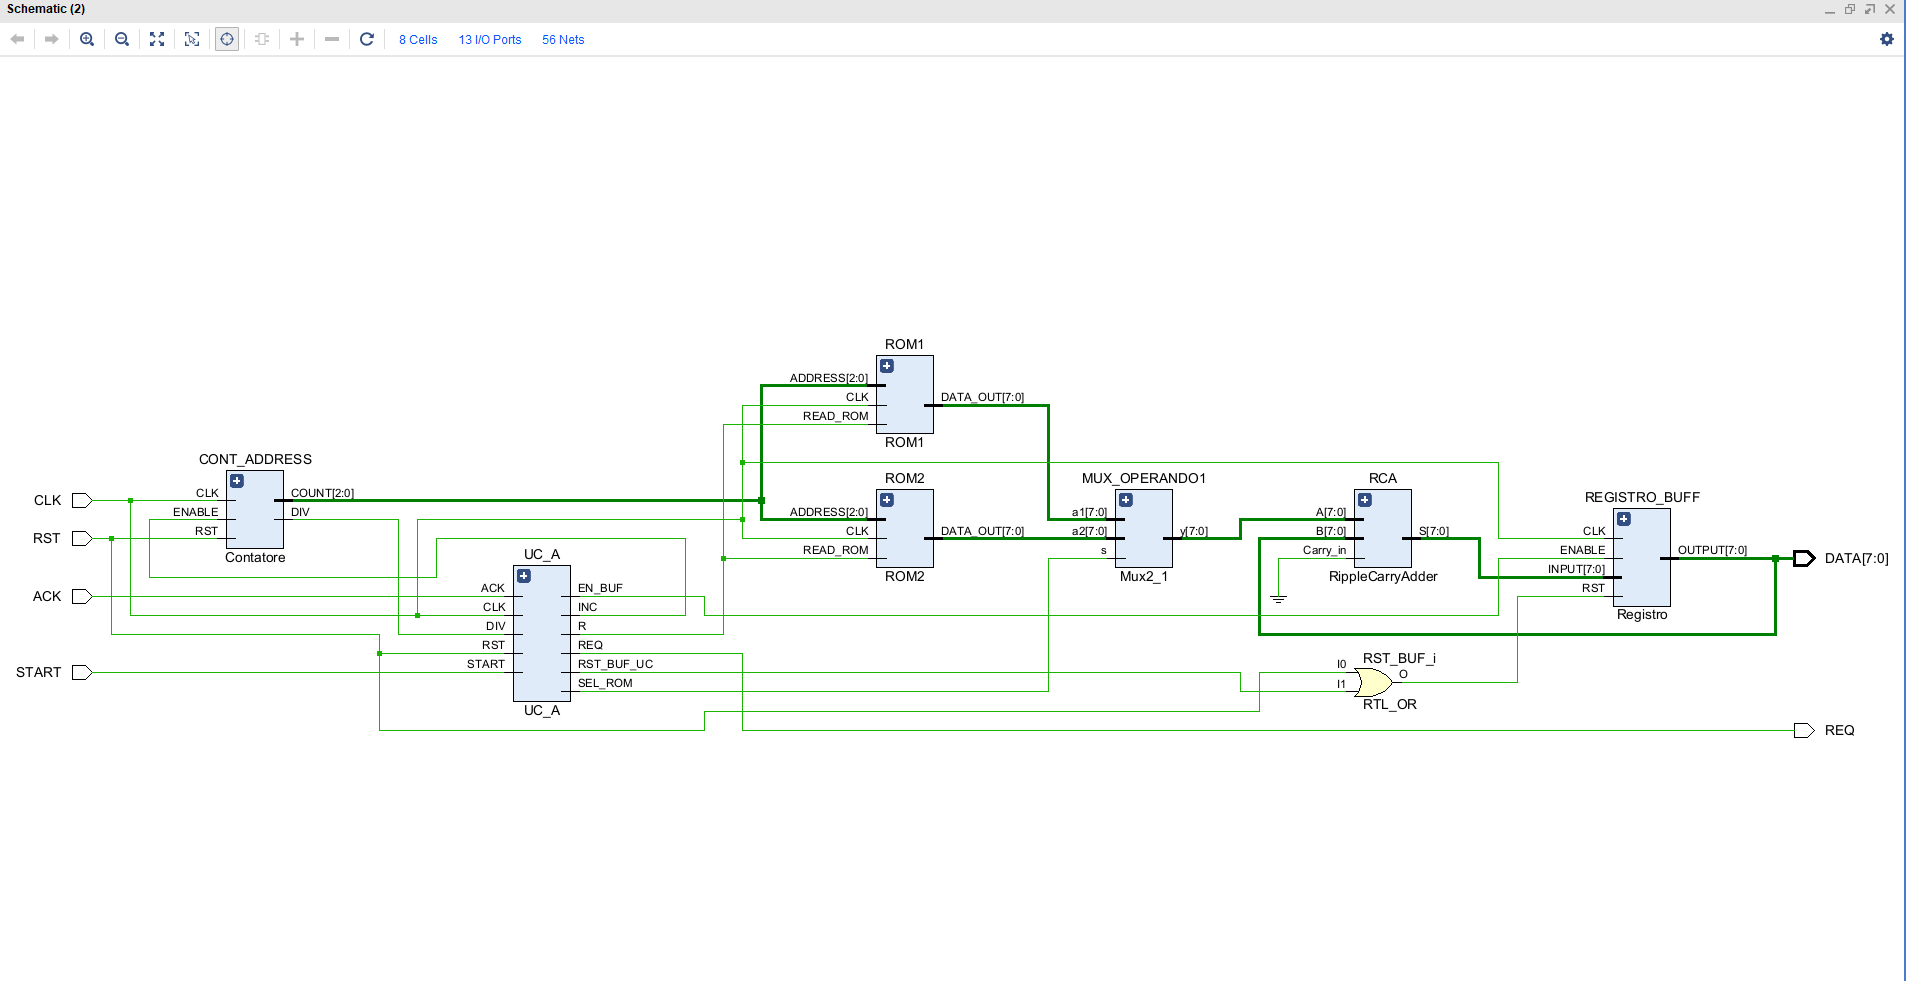 Schematic (2)
8 Cells 13 I/O Ports 56 Nets
ROM1
ADDRESS[2:0]
CLK
READ_ROM
DATA_OUT[7:0]
ROM1
CONT_ADDRESS
CLK
ENABLE
RST
COUNT[2:0]
DIV
Contatore
ROM2
ADDRESS[2:0]
CLK
READ_ROM
DATA_OUT[7:0]
ROM2
MUX_OPERANDO1
a1[7:0]
a2[7:0]
s
y[7:0]
Mux2_1
RCA
A[7:0]
B[7:0]
Carry_in
S[7:0]
RippleCarryAdder
REGISTRO_BUFF
CLK
ENABLE
INPUT[7:0]
RST
OUTPUT[7:0]
Registro
CLK
RST
ACK
START
UC_A
ACK
CLK
DIV
RST
START
EN_BUF
INC
R
REQ
RST_BUF_UC
SEL_ROM
UC_A
RST_BUF_i
I0
I1
O
RTL_OR
DATA[7:0]
REQ